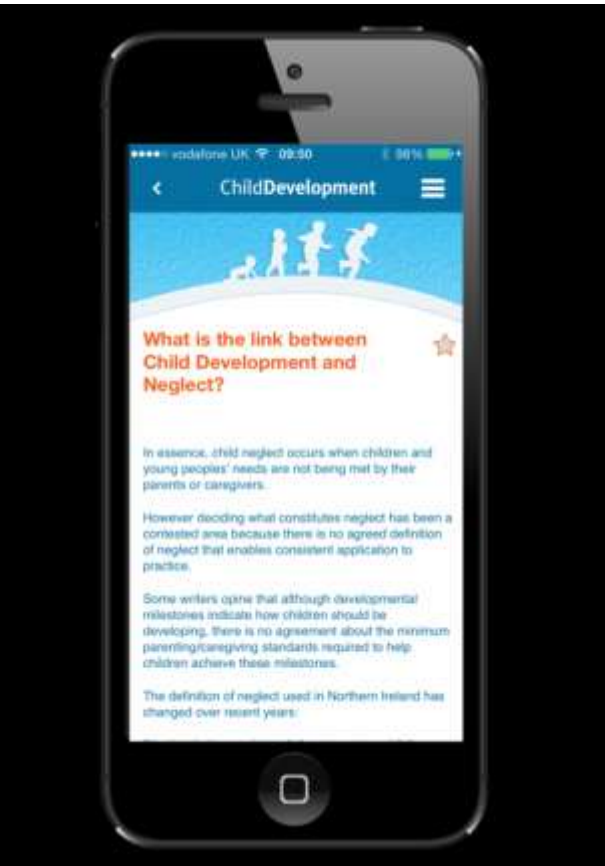 vodafone UK 09:50 98%
ChildDevelopment
What is the link between
Child Development and
Neglect?
In essence, child neglect occurs when children and
young peoples' needs are not being met by their
parents or caregivers.
However deciding what constitutes neglect has been a
contested area because there is no agreed definition
of neglect that enables consistent application to
practice.
Some writers opine that although developmental
milestones indicate how children should be
developing, there is no agreement about the minimum
parenting/caregiving standards required to help
children achieve these milestones.
The definition of neglect used in Northern Ireland has
changed over recent years: